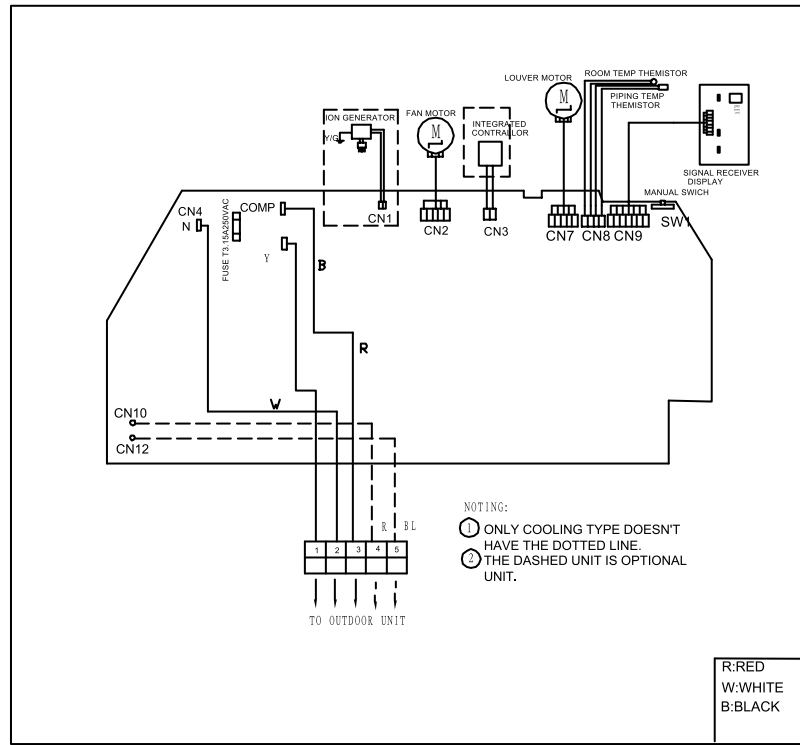 LOUVER MOTOR
ROOM TEMP THEMISTOR
PIPING TEMP
THEMISTOR
ION GENERATOR
FAN MOTOR
INTEGRATED
CONTRALLOR
M
M
Y/G
SIGNAL RECEIVER
DISPLAY
MANUAL SWICH
CN4
N
FUSE T3.15A250VAC
COMP
Y
B
CN1
CN2
CN3
CN7
CN8
CN9
SW1
R
W
CN10
CN12
R
BL
1 2 3 4 5
TO OUTDOOR UNIT
NOTING:
1 ONLY COOLING TYPE DOESN'T
HAVE THE DOTTED LINE.
2 THE DASHED UNIT IS OPTIONAL
UNIT.
R:RED
W:WHITE
B:BLACK